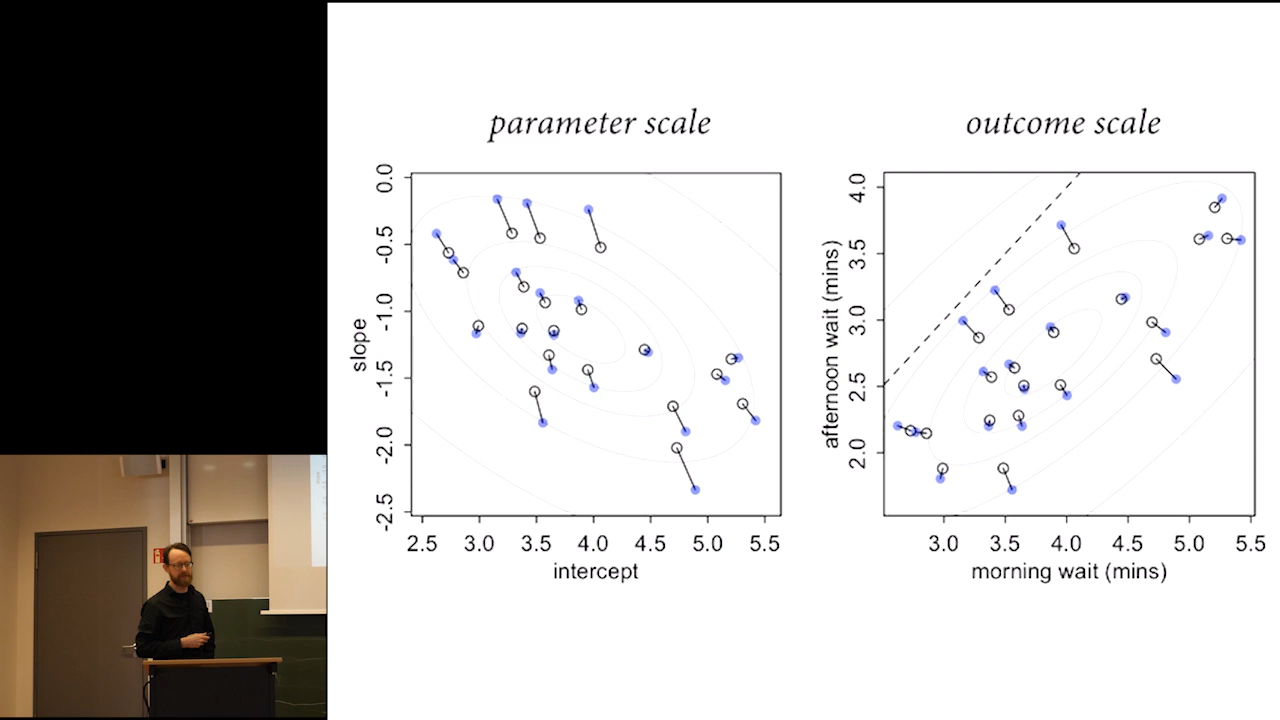 parameter scale
outcome scale
0.0
-0.5
-1.0
-1.5
-2.0
-2.5
slope
2.5 3.0 3.5 4.0 4.5 5.0 5.5
intercept
4.0
3.5
3.0
2.5
2.0
afternoon wait (mins)
3.0 3.5 4.0 4.5 5.0 5.5
morning wait (mins)